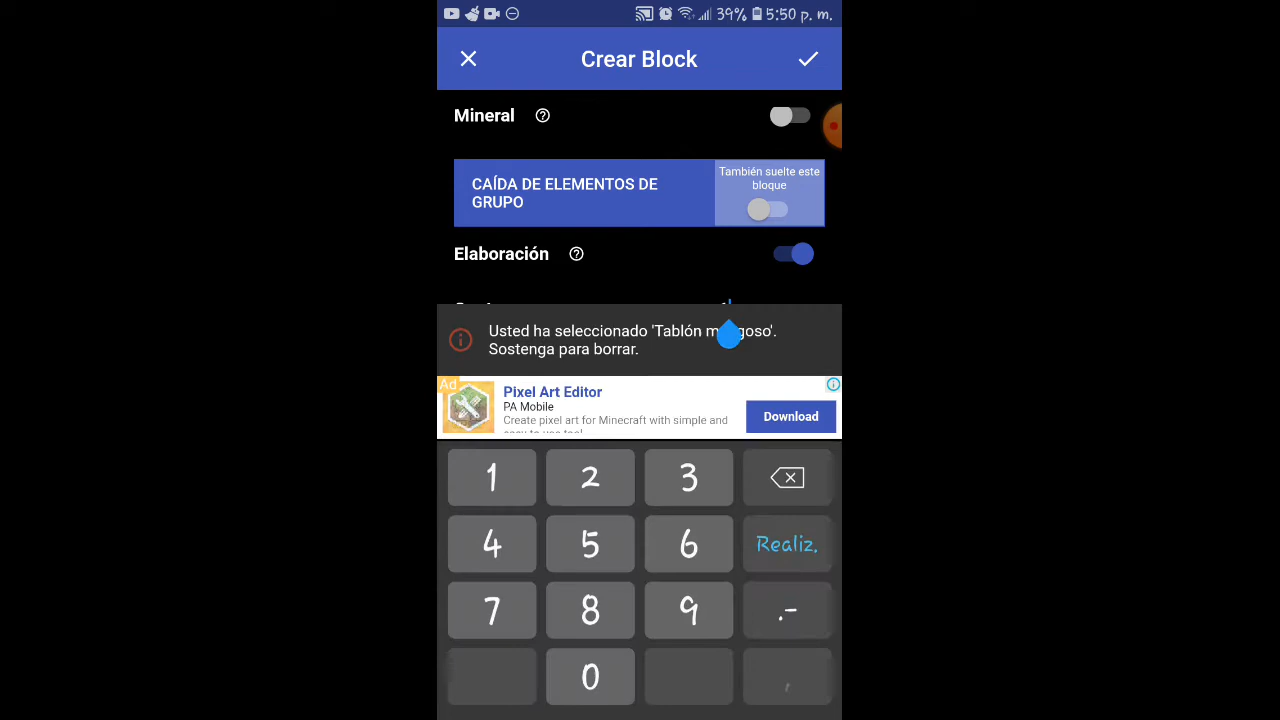 39% 5:50 p. m.
Crear Block
Mineral
CAÍDA DE ELEMENTOS DE
GRUPO
También suelte este
bloque
Elaboración
Usted ha seleccionado 'Tablón
Sostenga para borrar.
Ad
Pixel Art Editor
PA Mobile
Create pixel art for Minecraft with simple and
Download
1 2 3
4 5 6 Realiz.
7 8 9 .-
0 ,